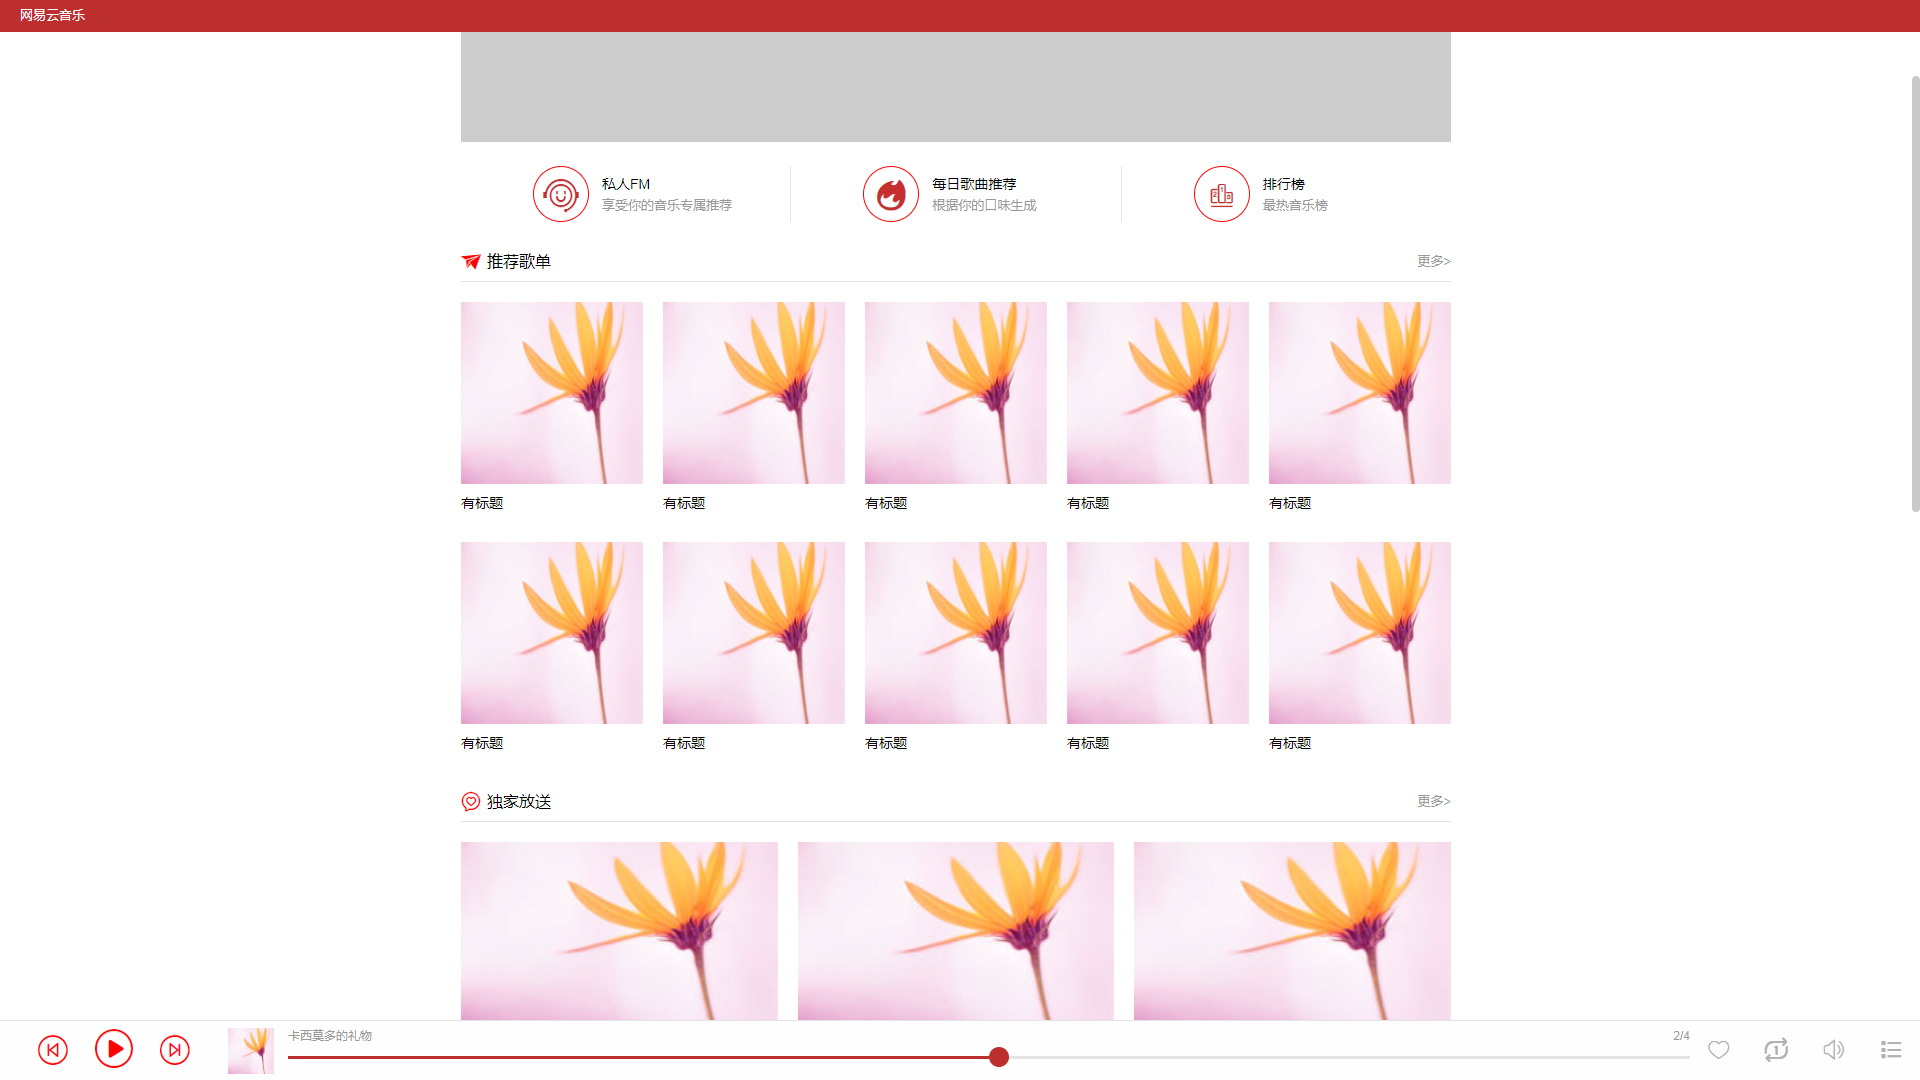 网易云音乐
私人FM
享受你的音乐专属推荐
每日歌曲推荐
根据你的口味生成
排行榜
最热音乐榜
推荐歌单
更多>
有标题
有标题
有标题
有标题
有标题
有标题
有标题
有标题
有标题
有标题
独家放送
更多>
卡西莫多的礼物
2/4